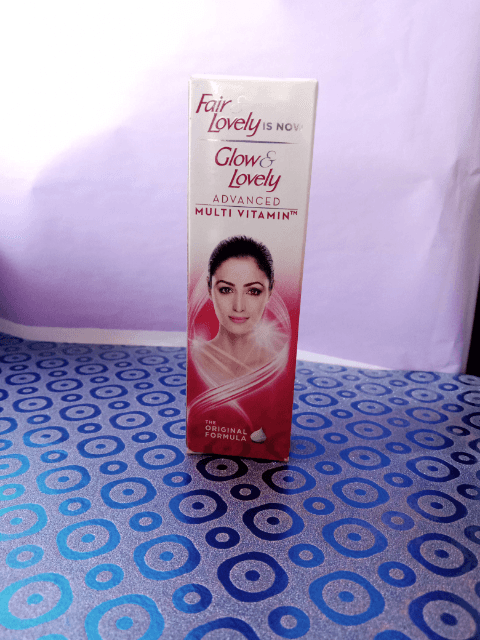 Fair
Lovely IS NOW
Glow &
Lovely
ADVANCED
MULTI VITAMIN™
THE
ORIGINAL
FORMULA